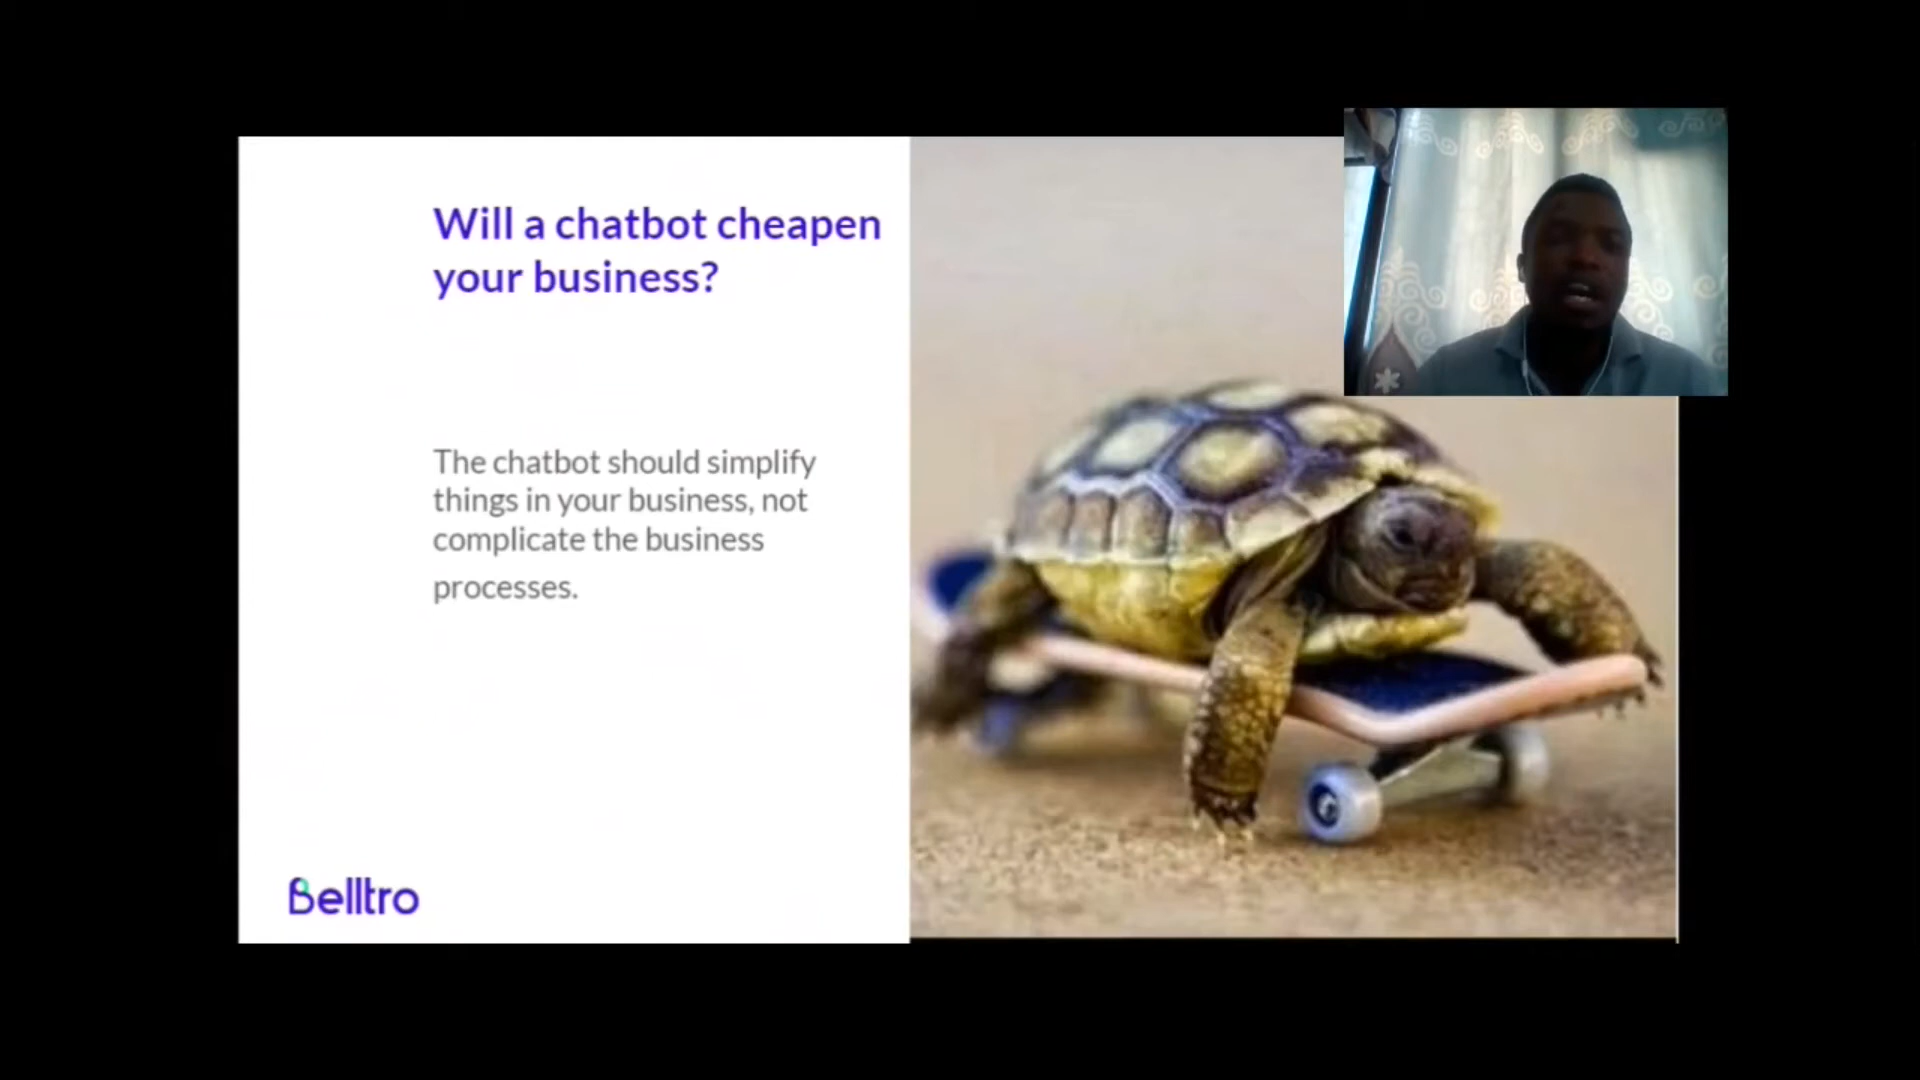 Will a chatbot cheapen
your business?
The chatbot should simplify
things in your business, not
complicate the business
processes.
Belltro